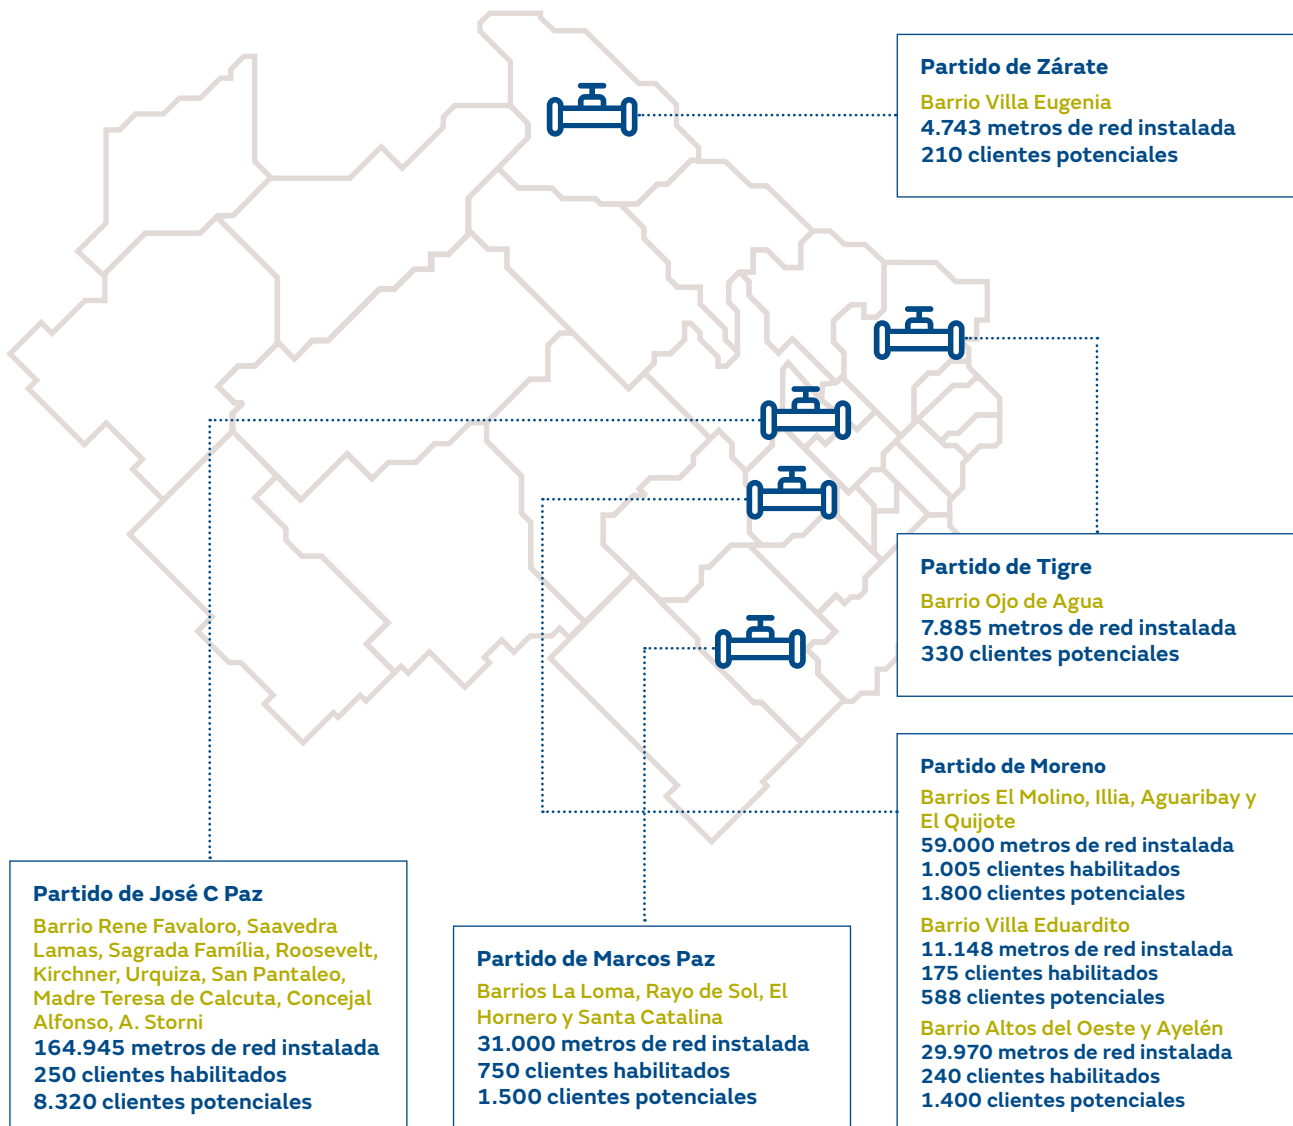 Partido de Zárate
Barrio Villa Eugenia
4.743 metros de red instalada
210 clientes potenciales
Partido de Tigre
Barrio Ojo de Agua
7.885 metros de red instalada
330 clientes potenciales
Partido de Moreno
Barrios El Molino, Illia, Aguaribay y
El Quijote
59.000 metros de red instalada
1.005 clientes habilitados
1.800 clientes potenciales
Barrio Villa Eduardito
11.148 metros de red instalada
175 clientes habilitados
588 clientes potenciales
Barrio Altos del Oeste y Ayelén
29.970 metros de red instalada
240 clientes habilitados
1.400 clientes potenciales
Partido de José C Paz
Barrio Rene Favaloro, Saavedra
Lamas, Sagrada Família, Roosevelt,
Kirchner, Urquiza, San Pantaleo,
Madre Teresa de Calcuta, Concejal
Alfonso, A. Storni
164.945 metros de red instalada
250 clientes habilitados
8.320 clientes potenciales
Partido de Marcos Paz
Barrios La Loma, Rayo de Sol, El
Hornero y Santa Catalina
31.000 metros de red instalada
750 clientes habilitados
1.500 clientes potenciales